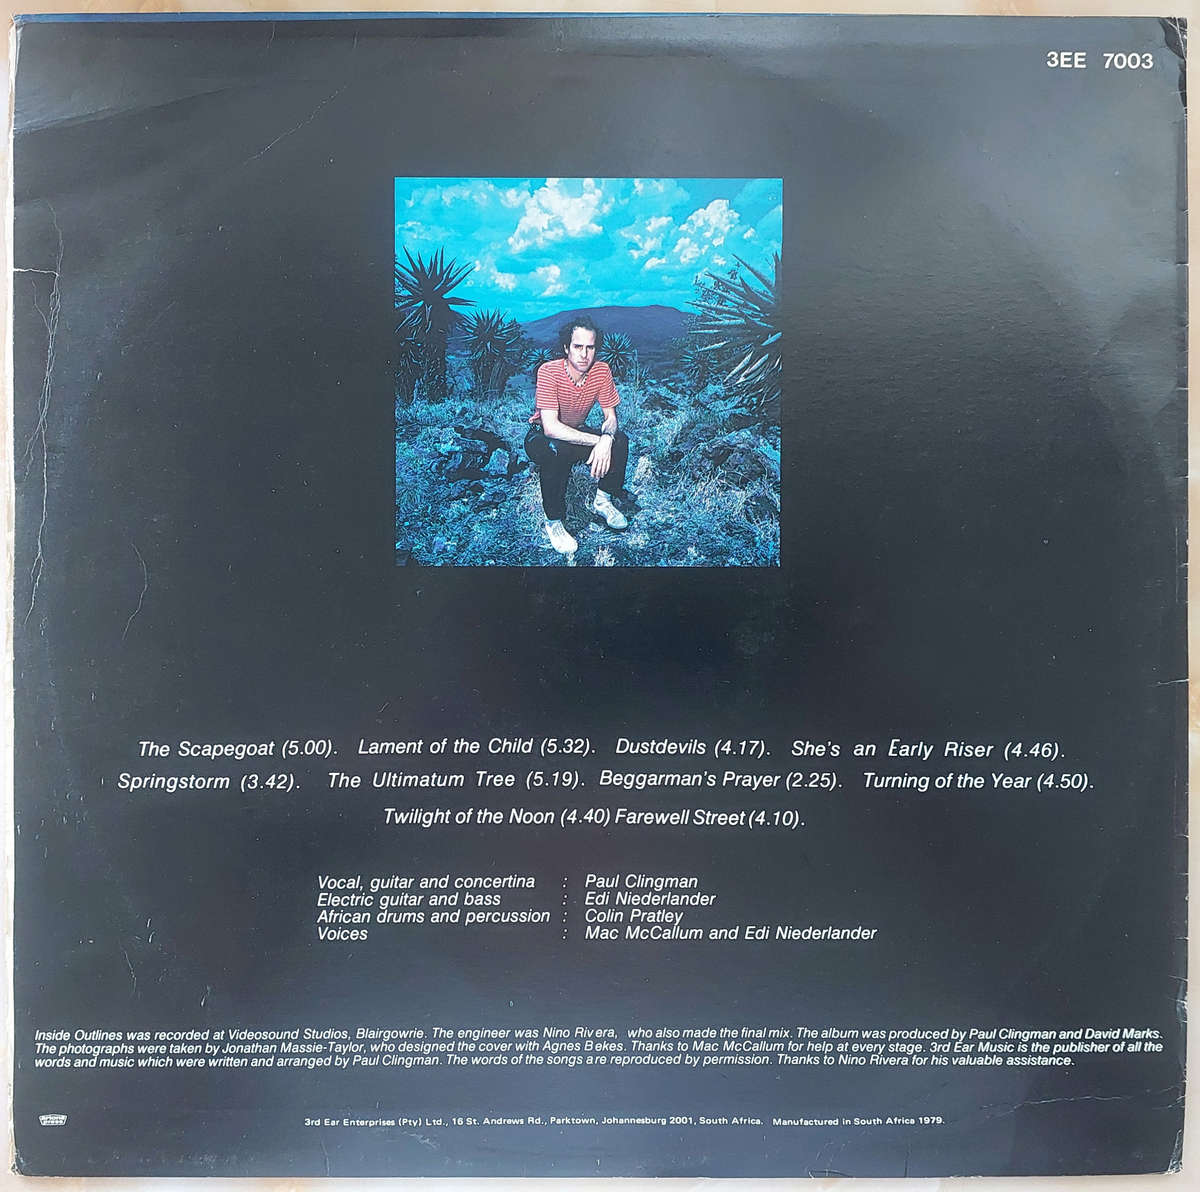 3EE 7003
The Scapegoat (5.00). Lament of the Child (5.32). Dustdevils (4.17). She's an Early Riser (4.46).
Springstorm (3.42). The Ultimatum Tree (5.19). Beggarman's Prayer (2.25). Turning of the Year (4.50).
Twilight of the Noon (4.40) Farewell Street (4.10).
Vocal, guitar and concertina : Paul Clingman
Electric guitar and bass : Edi Niederlander
African drums and percussion : Colin Pratley
Voices : Mac McCallum and Edi Niederlander
Inside Outlines was recorded at Videosound Studios, Blairgowrie. The engineer was Nino Rivera, who also made the final mix. The album was produced by Paul Clingman and David Marks.
The photographs were taken by Jonathan Massie-Taylor, who designed the cover with Agnes Bekes. Thanks to Mac McCallum for help at every stage. 3rd Ear Music is the publisher of all the
words and music which were written and arranged by Paul Clingman. The words of the songs are reproduced by permission. Thanks to Nino Rivera for his valuable assistance.
3rd Ear Enterprises (Pty) Ltd., 16 St. Andrews Rd., Parktown, Johannesburg 2001, South Africa. Manufactured in South Africa 1979.